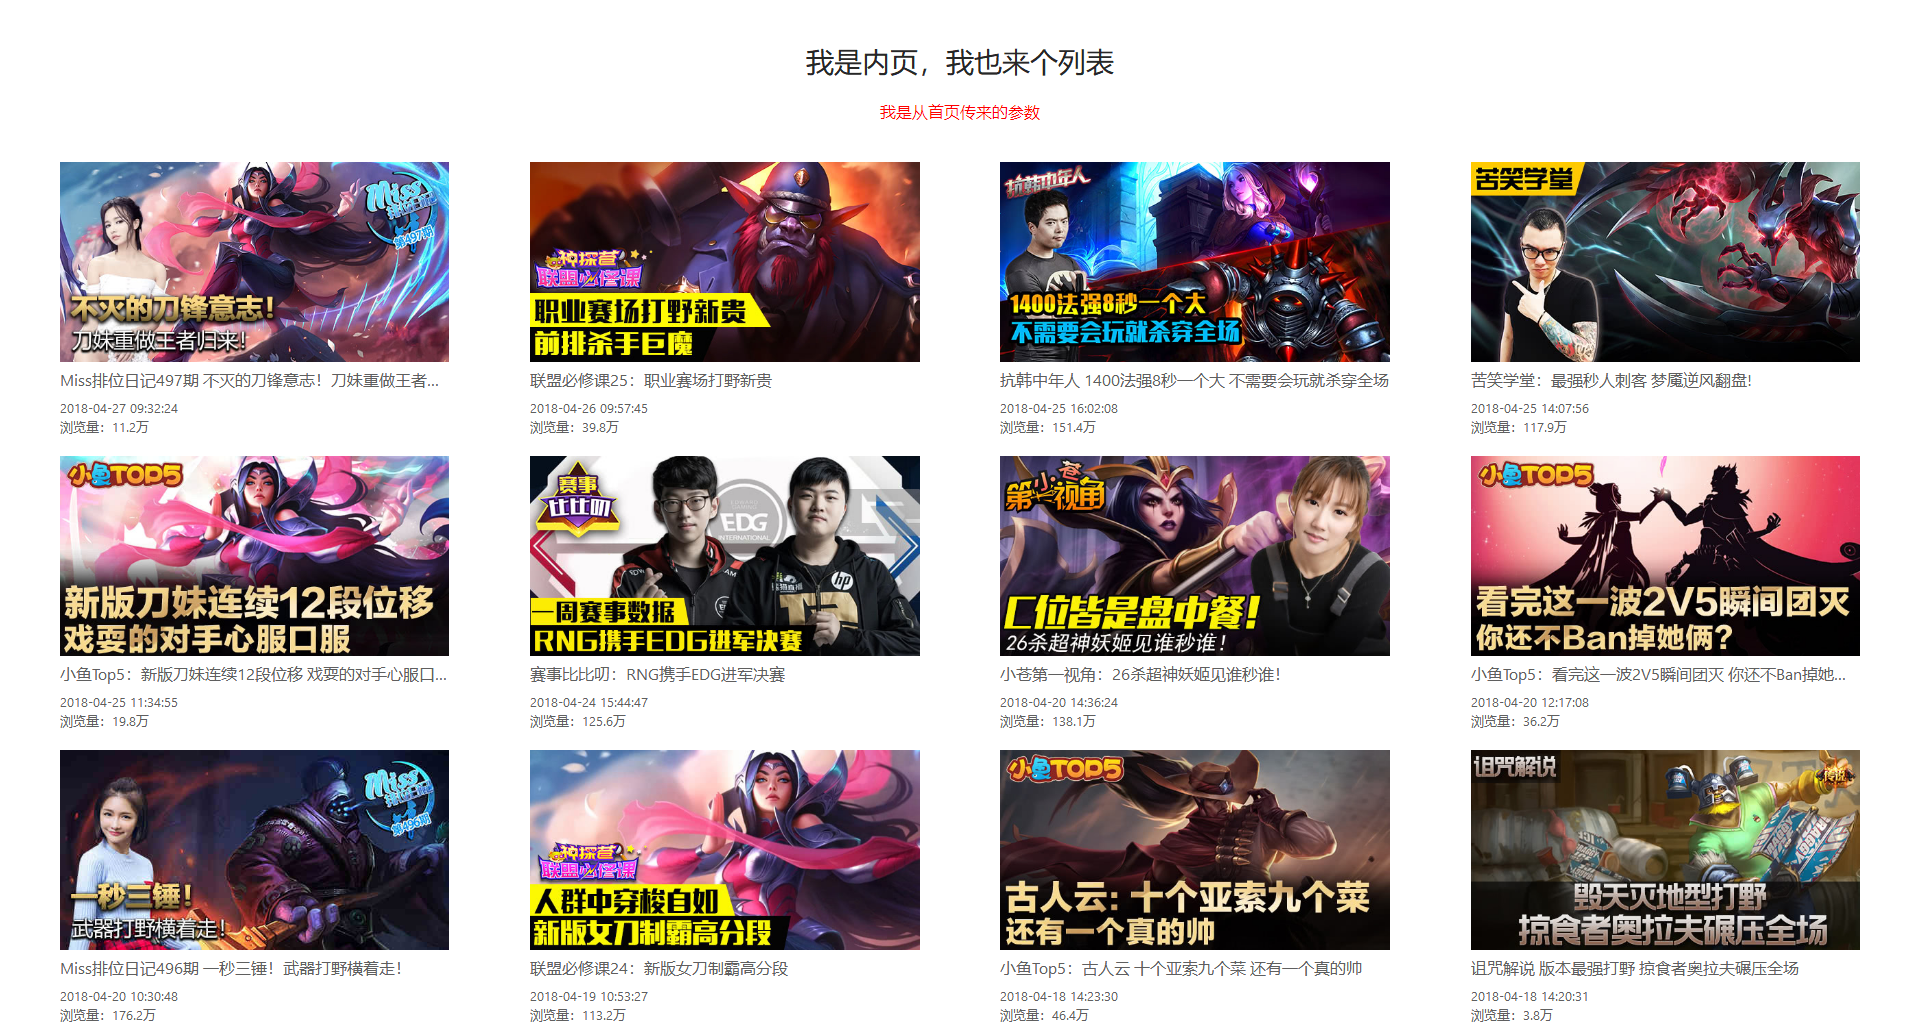 我是内页，我也来个列表
我是从首页传来的参数
Miss
排位日记
第497期
不灭的刀锋意志！
刀妹重做王者归来！
Miss排位日记497期 不灭的刀锋意志！刀妹重做王者...
2018-04-27 09:32:24
浏览量：11.2万
神探苍
联盟必修课
职业赛场打野新贵
前排杀手巨魔
联盟必修课25：职业赛场打野新贵
2018-04-26 09:57:45
浏览量：39.8万
抗韩中年人
1400法强8秒一个大
不需要会玩就杀穿全场
抗韩中年人 1400法强8秒一个大 不需要会玩就杀穿全场
2018-04-25 16:02:08
浏览量：151.4万
苦笑学堂
苦笑学堂：最强秒人刺客 梦魇逆风翻盘!
2018-04-25 14:07:56
浏览量：117.9万
小鱼TOP5
新版刀妹连续12段位移
戏耍的对手心服口服
小鱼Top5：新版刀妹连续12段位移 戏耍的对手心服口...
2018-04-25 11:34:55
浏览量：19.8万
赛事
比比叨
EDG
INTERNATIONAL
hp
一周赛事数据
RNG携手EDG进军决赛
赛事比比叨：RNG携手EDG进军决赛
2018-04-24 15:44:47
浏览量：125.6万
小苍
第一视角
C位皆是盘中餐！
26杀超神妖姬见谁秒谁！
小苍第一视角：26杀超神妖姬见谁秒谁！
2018-04-20 14:36:24
浏览量：138.1万
小鱼TOP5
看完这一波2V5瞬间团灭
你还不Ban掉她俩？
小鱼Top5：看完这一波2V5瞬间团灭 你还不Ban掉她...
2018-04-20 12:17:08
浏览量：36.2万
Miss
排位日记
第496期
一秒三锤！
武器打野横着走！
Miss排位日记496期 一秒三锤！武器打野横着走！
2018-04-20 10:30:48
浏览量：176.2万
神探苍
联盟必修课
人群中穿梭自如
新版女刀制霸高分段
联盟必修课24：新版女刀制霸高分段
2018-04-19 10:53:27
浏览量：113.2万
小鱼TOP5
古人云：十个亚索九个菜
还有一个真的帅
小鱼Top5：古人云 十个亚索九个菜 还有一个真的帅
2018-04-18 14:23:30
浏览量：46.4万
诅咒解说
传说
毁天灭地型打野
掠食者奥拉夫碾压全场
诅咒解说 版本最强打野 掠食者奥拉夫碾压全场
2018-04-18 14:20:31
浏览量：3.8万